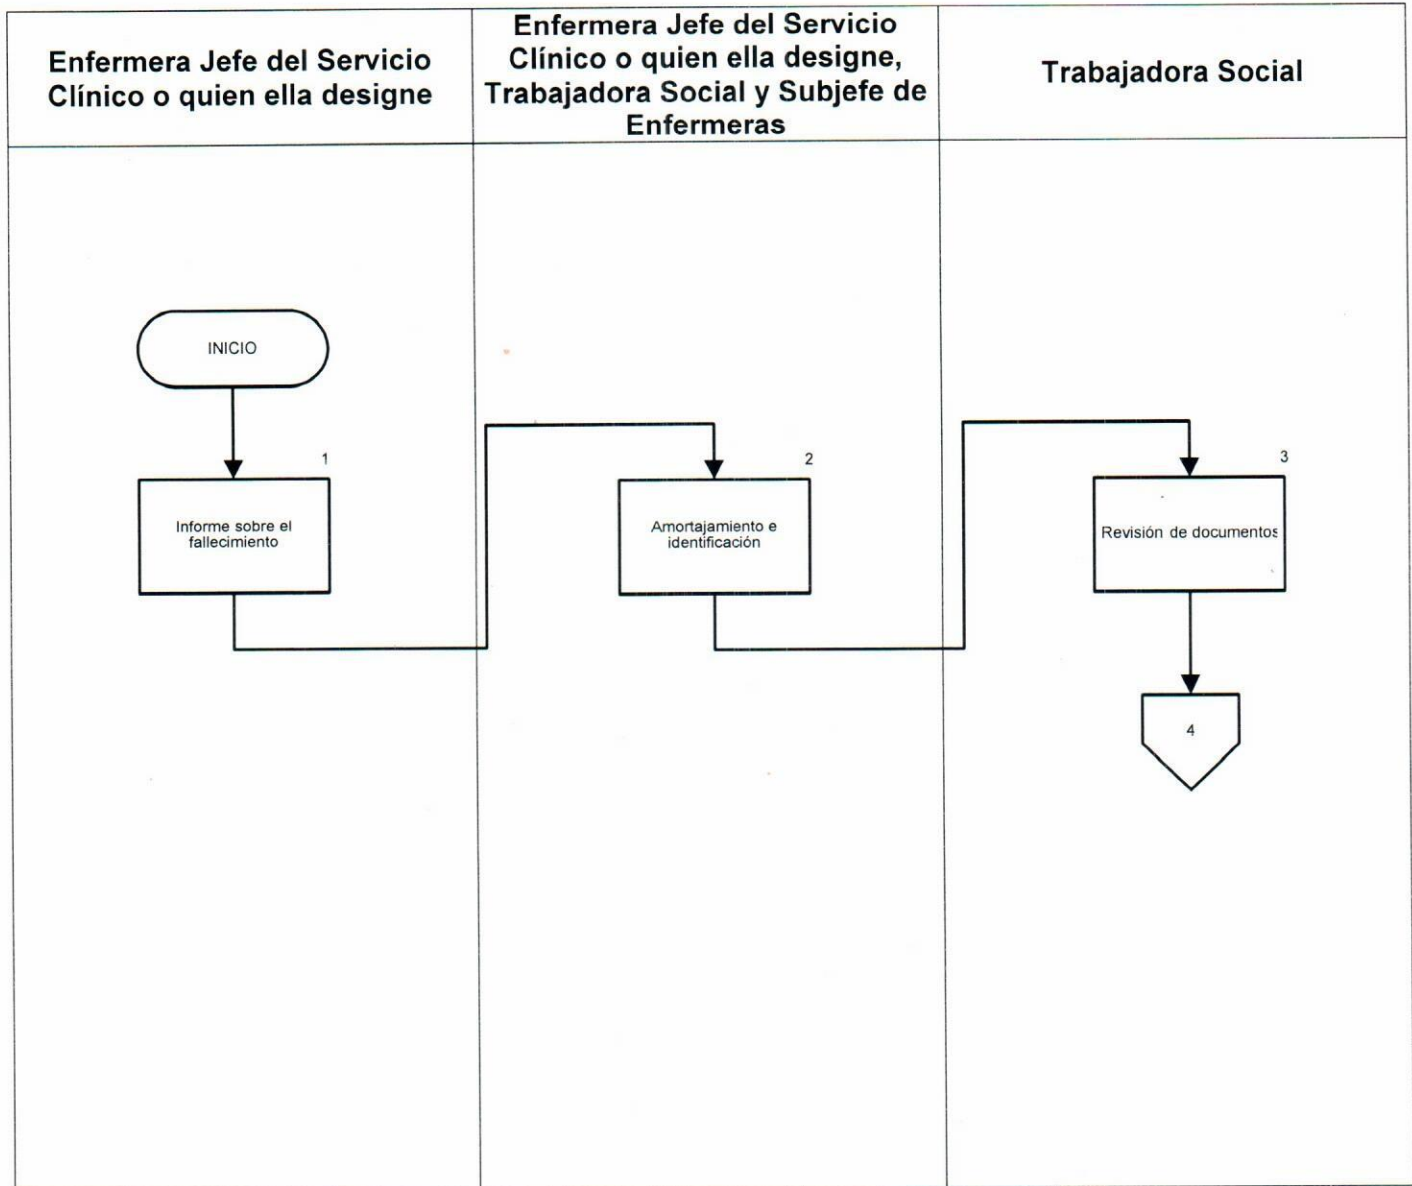 Enfermera Jefe del Servicio
Clínico o quien ella designe
Enfermera Jefe del Servicio
Clínico o quien ella designe,
Trabajadora Social y Subjefe de
Enfermeras
Trabajadora Social
INICIO
1
Informe sobre el
fallecimiento
2
Amortajamiento e
identificación
3
Revisión de documentos
4